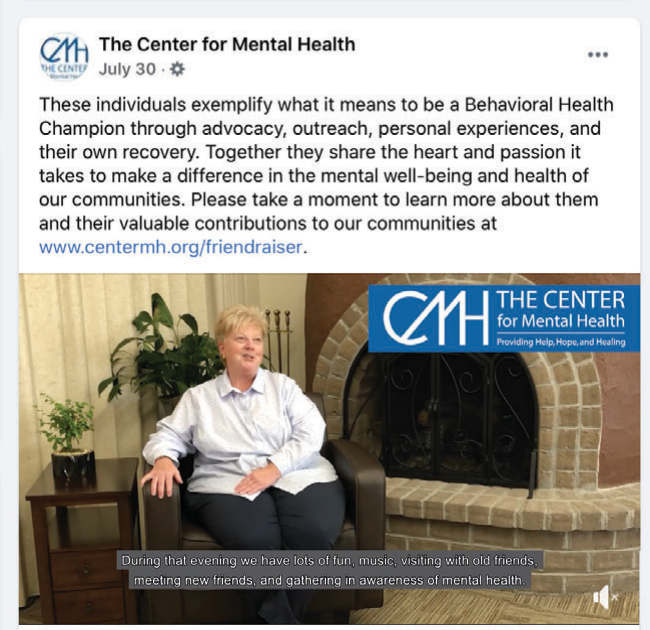 CMH
THE CENTER
The Center for Mental Health
July 30 ·
These individuals exemplify what it means to be a Behavioral Health
Champion through advocacy, outreach, personal experiences, and
their own recovery. Together they share the heart and passion it
takes to make a difference in the mental well-being and health of
our communities. Please take a moment to learn more about them
and their valuable contributions to our communities at
www.centermh.org/friendraiser.
CMH THE CENTER
for Mental Health
Providing Help, Hope, and Healing
During that evening we have lots of fun, music, visiting with old friends,
meeting new friends, and gathering in awareness of mental health.